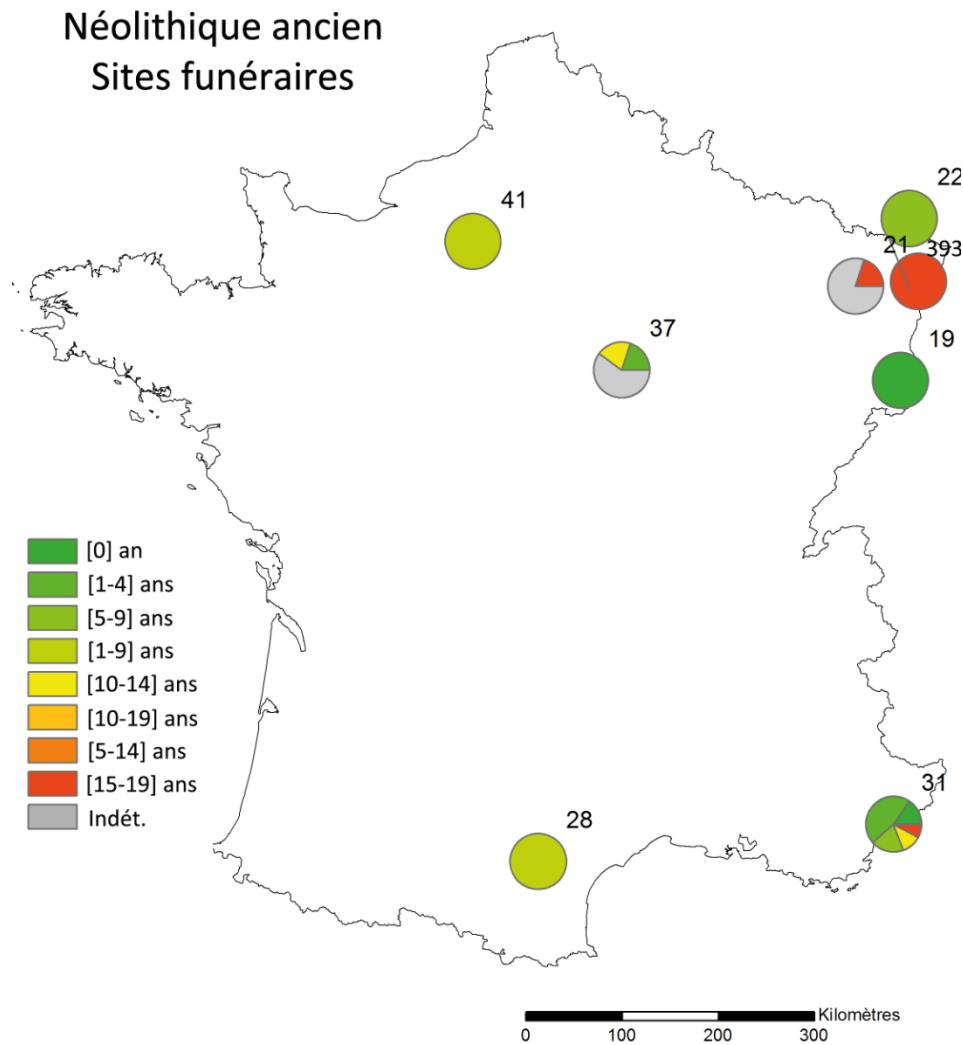 Néolithique ancien
Sites funéraires
22
41
21
393
37
19
[0] an
[1-4] ans
[5-9] ans
[1-9] ans
[10-14] ans
[10-19] ans
[5-14] ans
[15-19] ans
Indét.
31
28
Kilomètres
0 100 200 300